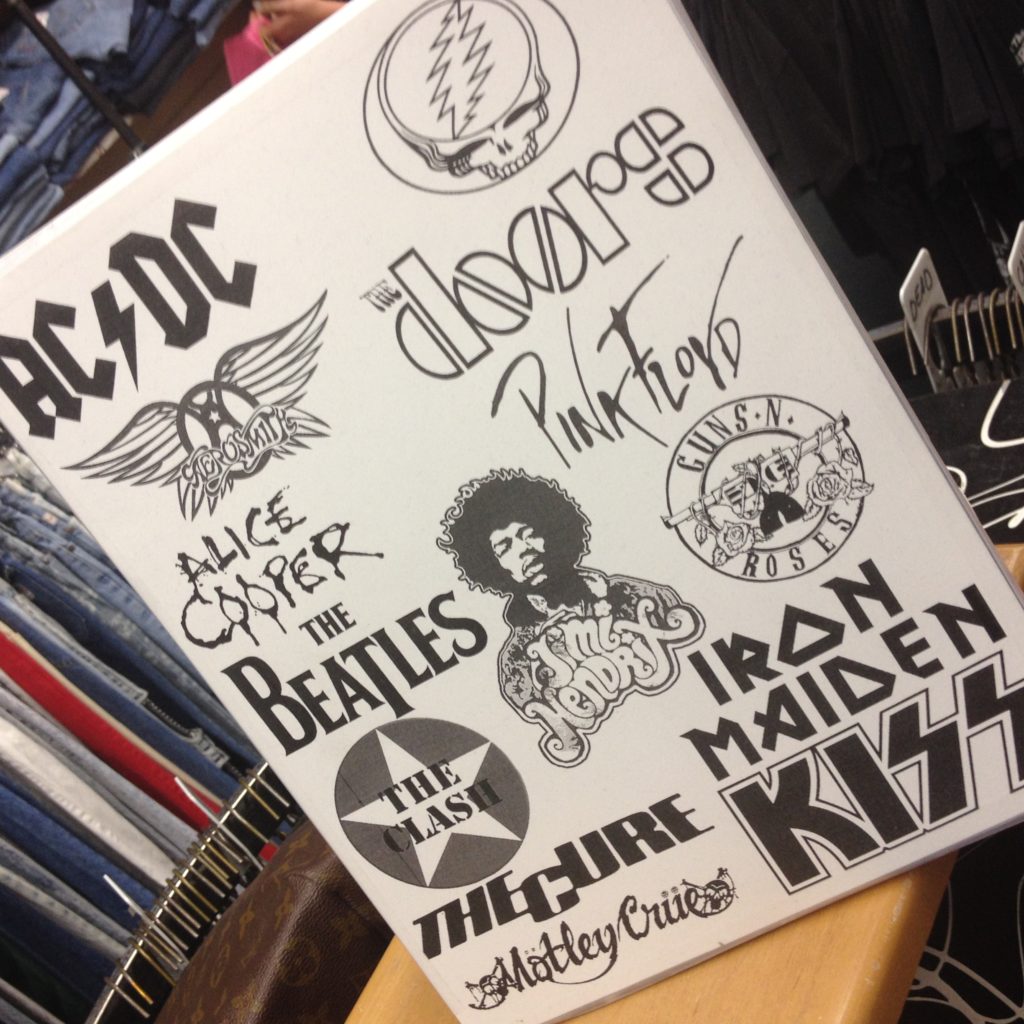 THE
doors
AC/DC
PINK FLOYD
AEROSMITH
GUNS·N·
ROSES
ALICE
COOPER
THE
BEATLES
JIMI
HENDRIX
IRON
MAIDEN
KISS
THE
CLASH
THE CURE
Mötley Crüe
DEAD